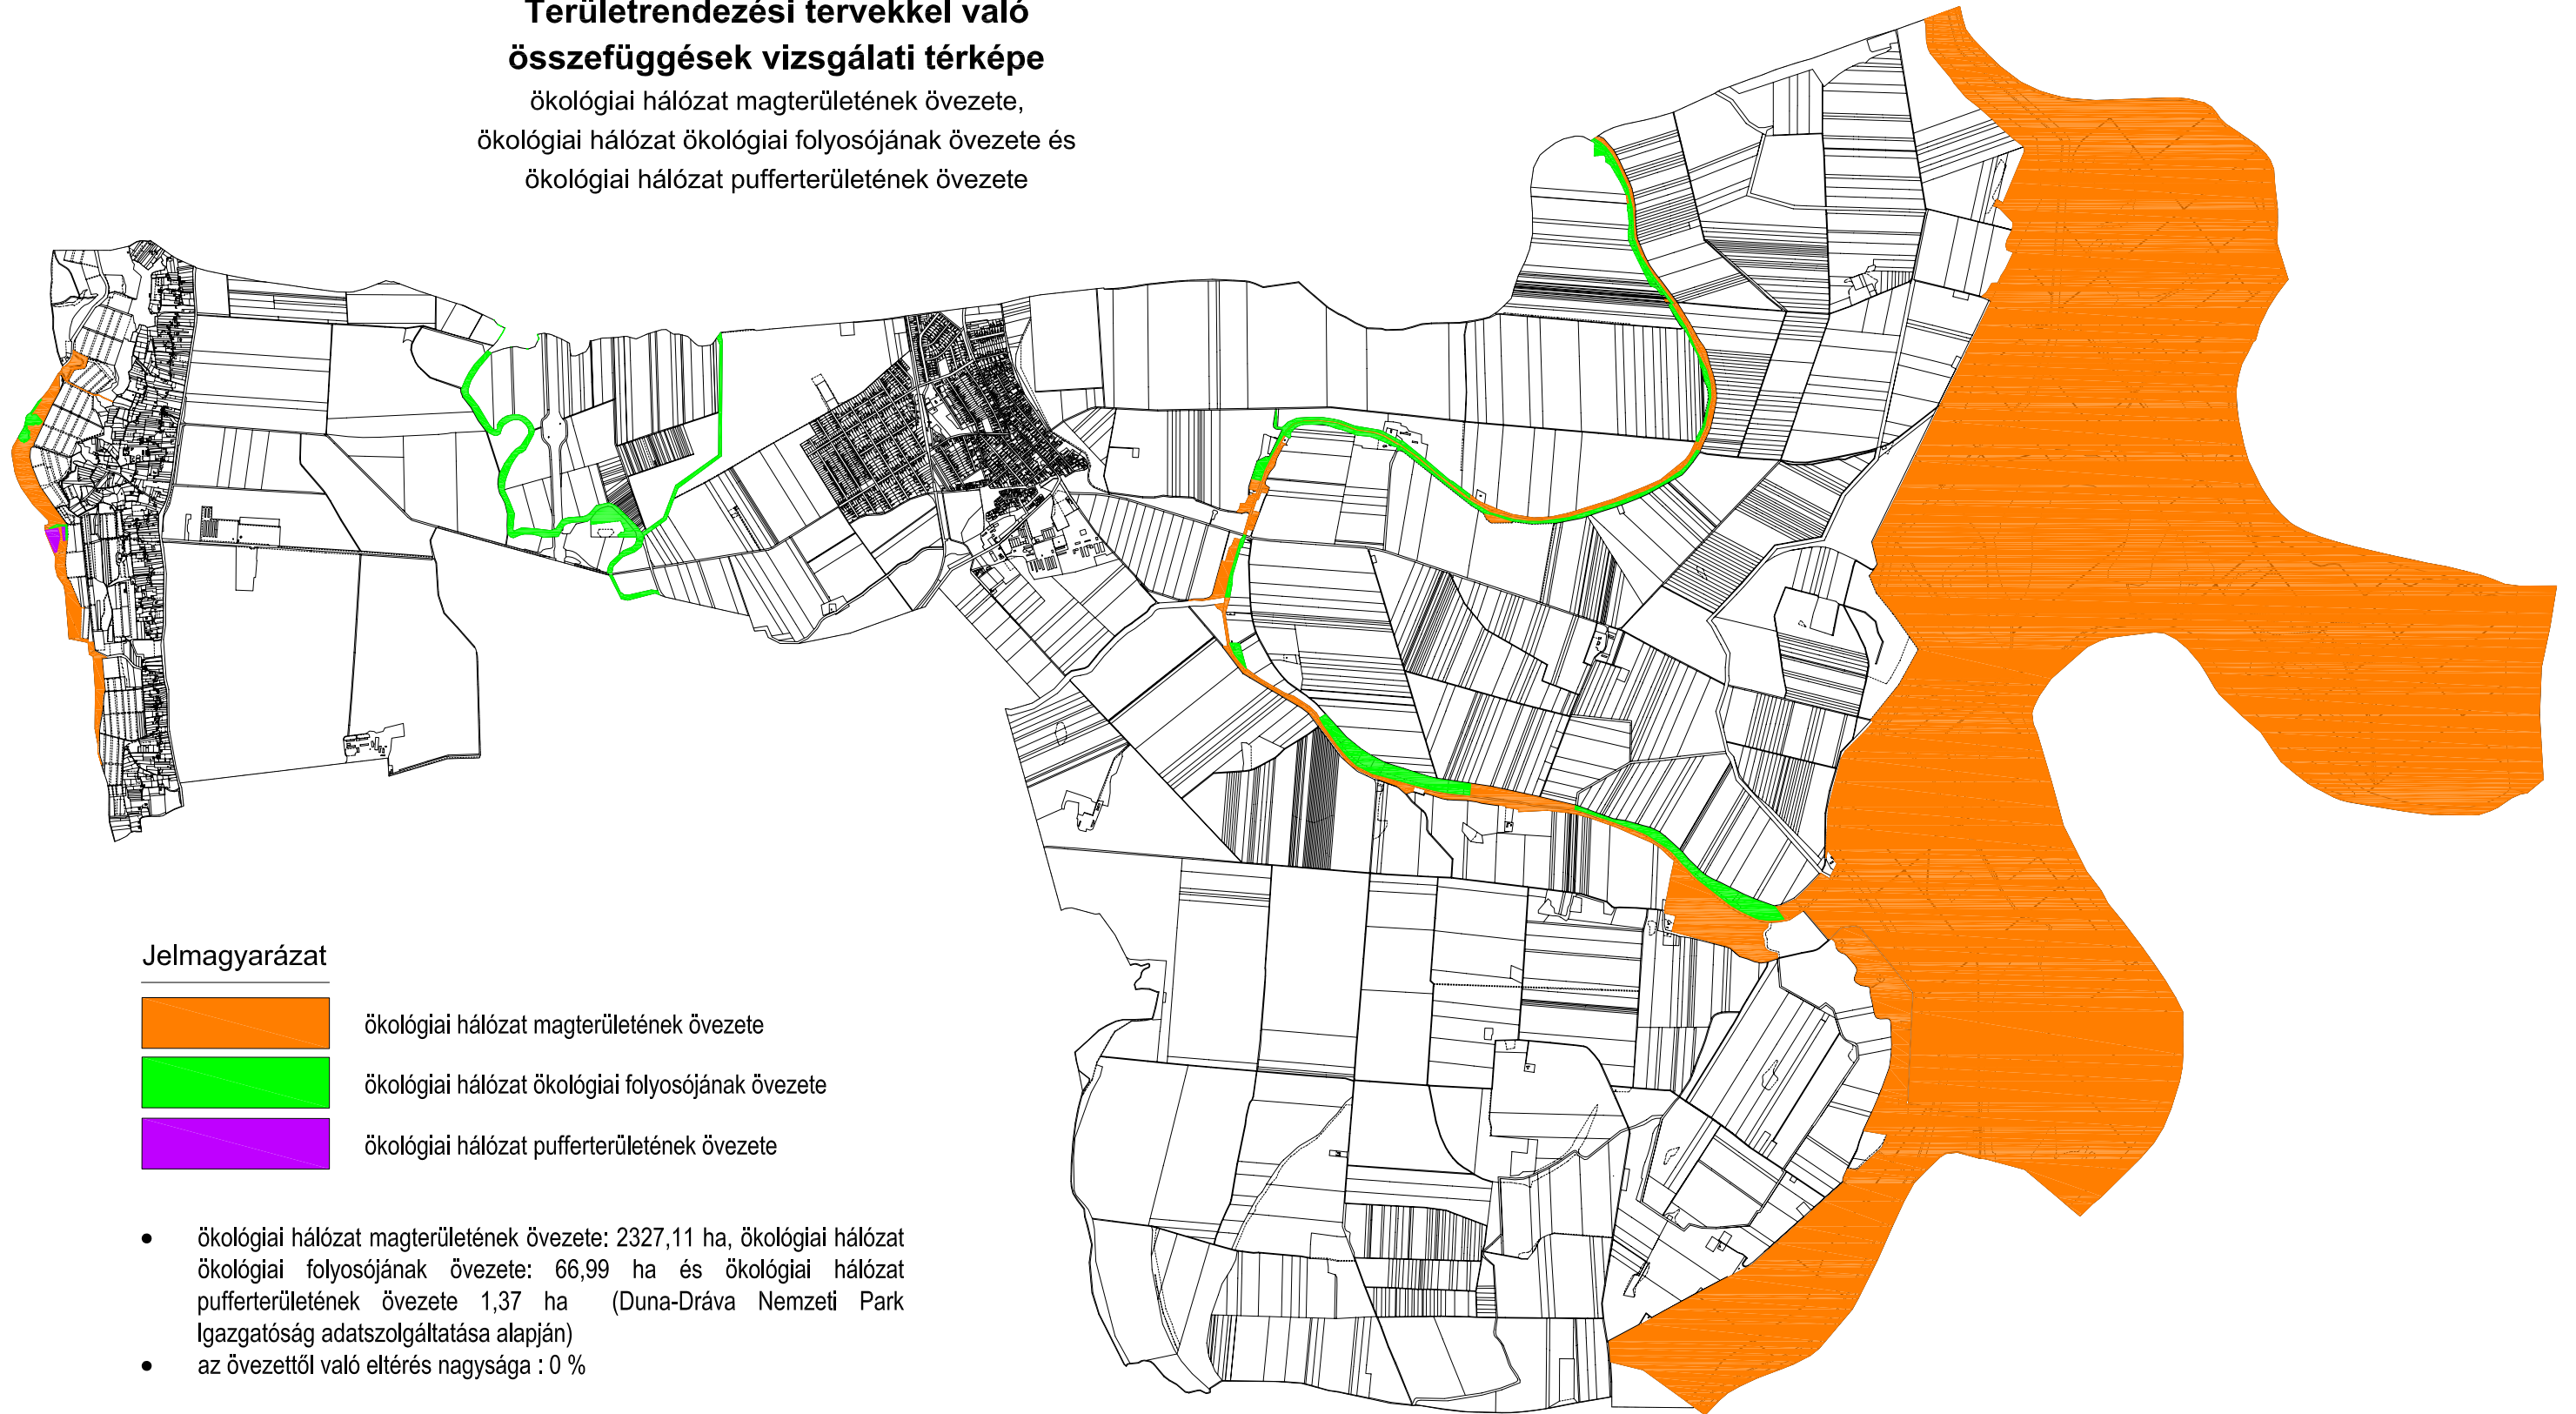 Területrendezési tervekkel való
összefüggések vizsgálati térképe
ökológiai hálózat magterületének övezete,
ökológiai hálózat ökológiai folyosójának övezete és
ökológiai hálózat pufferterületének övezete
Jelmagyarázat
ökológiai hálózat magterületének övezete
ökológiai hálózat ökológiai folyosójának övezete
ökológiai hálózat pufferterületének övezete
• ökológiai hálózat magterületének övezete: 2327,11 ha, ökológiai hálózat
ökológiai folyosójának övezete: 66,99 ha és ökológiai hálózat
pufferterületének övezete 1,37 ha (Duna-Dráva Nemzeti Park
Igazgatóság adatszolgáltatása alapján)
• az övezettől való eltérés nagysága : 0 %